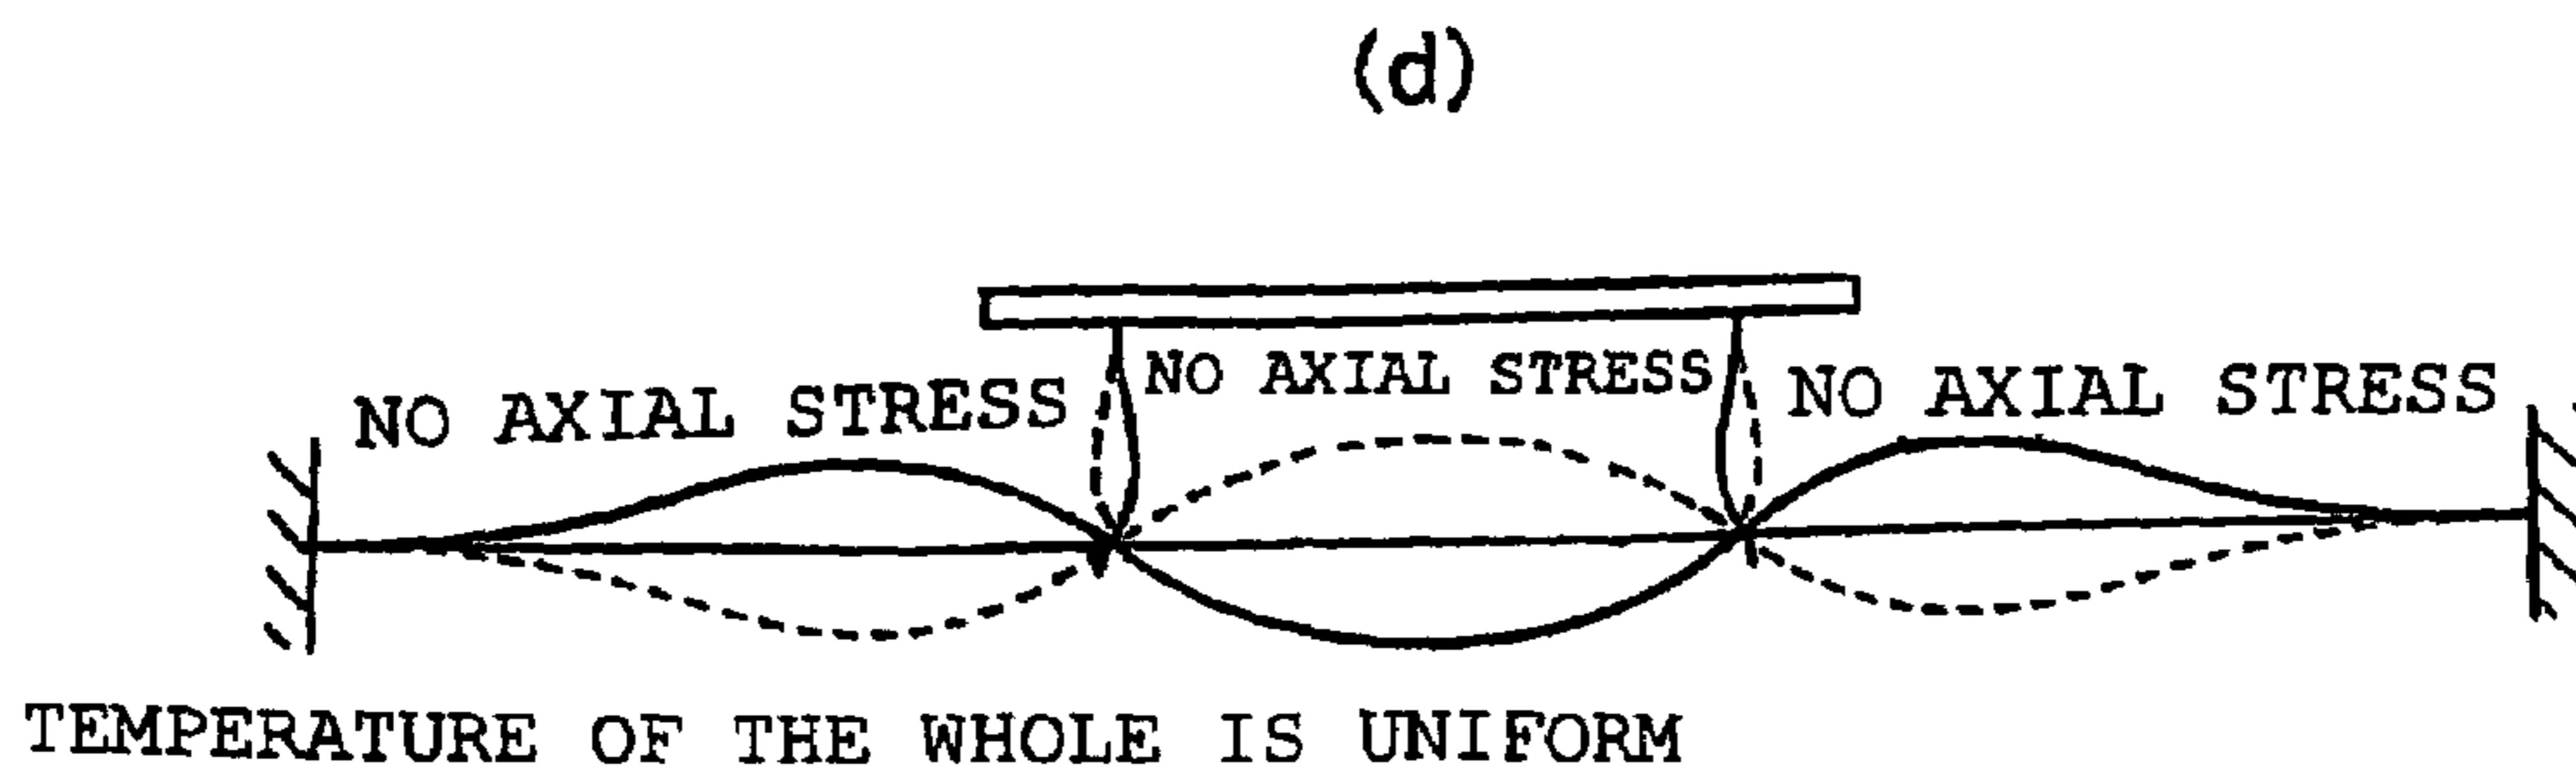 (d)
NO AXIAL STRESS NO AXIAL STRESS NO AXIAL STRESS
TEMPERATURE OF THE WHOLE IS UNIFORM